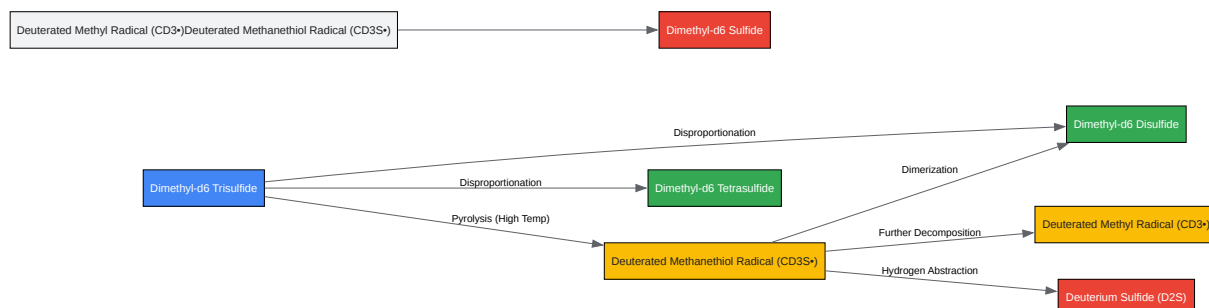 Deuterated Methyl Radical (CD3•)Deuterated Methanethiol Radical (CD3S•)
Dimethyl-d6 Sulfide
Dimethyl-d6 Disulfide
Disproportionation
Dimerization
Dimethyl-d6 Trisulfide
Disproportionation
Dimethyl-d6 Tetrasulfide
Pyrolysis (High Temp)
Deuterated Methyl Radical (CD3•)
Further Decomposition
Deuterated Methanethiol Radical (CD3S•)
Hydrogen Abstraction
Deuterium Sulfide (D2S)